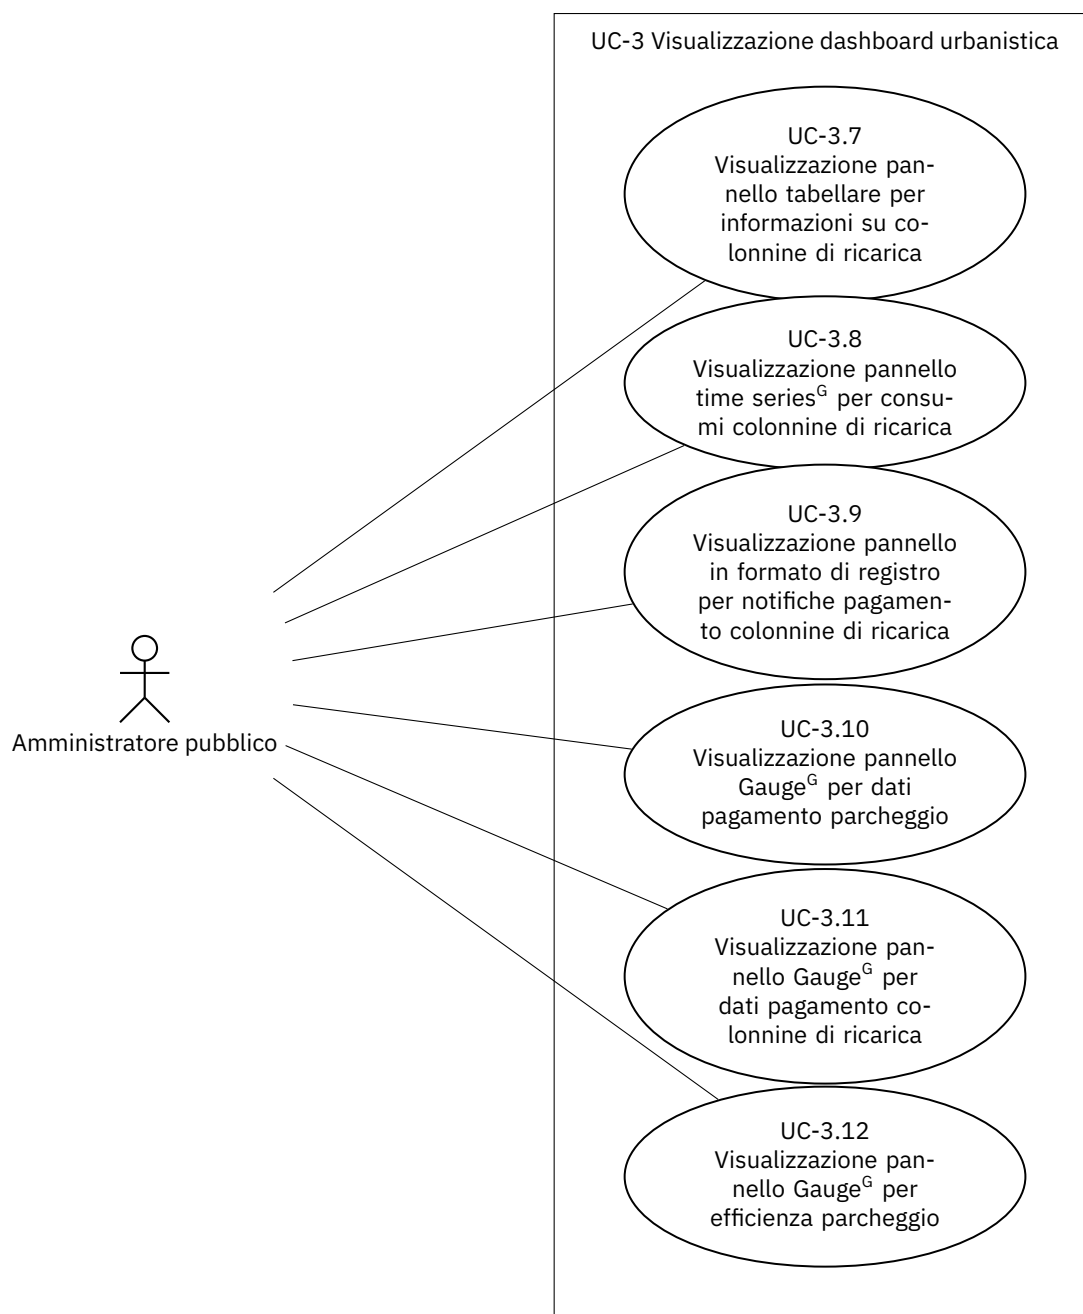 UC-3 Visualizzazione dashboard urbanistica
UC-3.7
Visualizzazione pan-
nello tabellare per
informazioni su co-
lonnine di ricarica
UC-3.8
Visualizzazione pannello
time seriesᴳ per consu-
mi colonnine di ricarica
UC-3.9
Visualizzazione pannello
in formato di registro
per notifiche pagamen-
to colonnine di ricarica
Amministratore pubblico
UC-3.10
Visualizzazione pannello
Gaugeᴳ per dati
pagamento parcheggio
UC-3.11
Visualizzazione pan-
nello Gaugeᴳ per
dati pagamento co-
lonnine di ricarica
UC-3.12
Visualizzazione pan-
nello Gaugeᴳ per
efficienza parcheggio